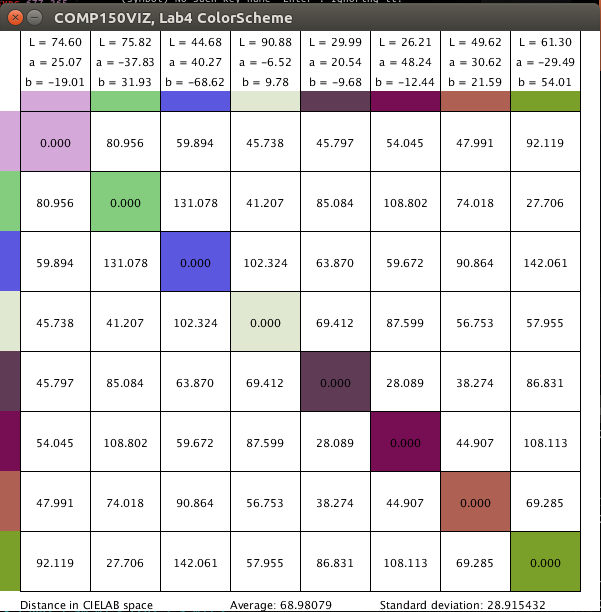 COMP150VIZ, Lab4 ColorScheme
L = 74.60 L = 75.82 L = 44.68 L = 90.88 L = 29.99 L = 26.21 L = 49.62 L = 61.30
a = 25.07 a = -37.83 a = 40.27 a = -6.52 a = 20.54 a = 48.24 a = 30.62 a = -29.49
b = -19.01 b = 31.93 b = -68.62 b = 9.78 b = -9.68 b = -12.44 b = 21.59 b = 54.01
0.000 80.956 59.894 45.738 45.797 54.045 47.991 92.119
80.956 0.000 131.078 41.207 85.084 108.802 74.018 27.706
59.894 131.078 0.000 102.324 63.870 59.672 90.864 142.061
45.738 41.207 102.324 0.000 69.412 87.599 56.753 57.955
45.797 85.084 63.870 69.412 0.000 28.089 38.274 86.831
54.045 108.802 59.672 87.599 28.089 0.000 44.907 108.113
47.991 74.018 90.864 56.753 38.274 44.907 0.000 69.285
92.119 27.706 142.061 57.955 86.831 108.113 69.285 0.000
Distance in CIELAB space Average: 68.98079 Standard deviation: 28.915432